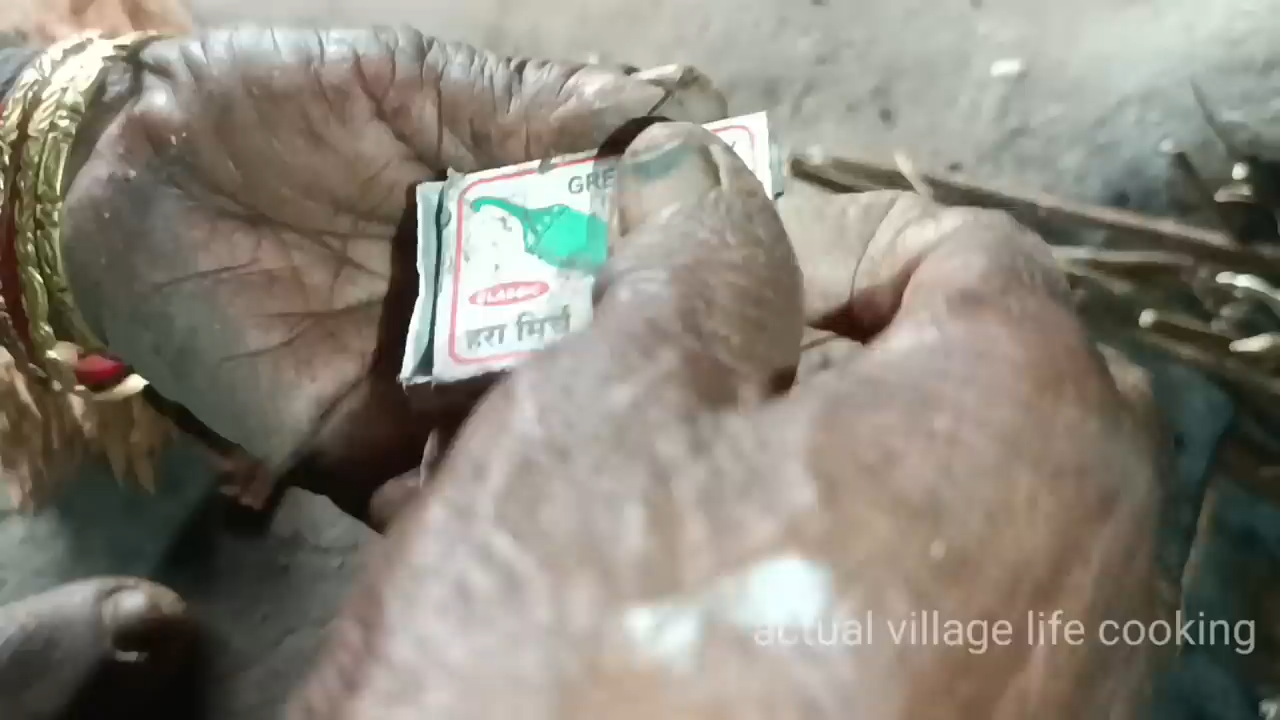 GRE
CLASSIC
हरा मिर्च
actual village life cooking